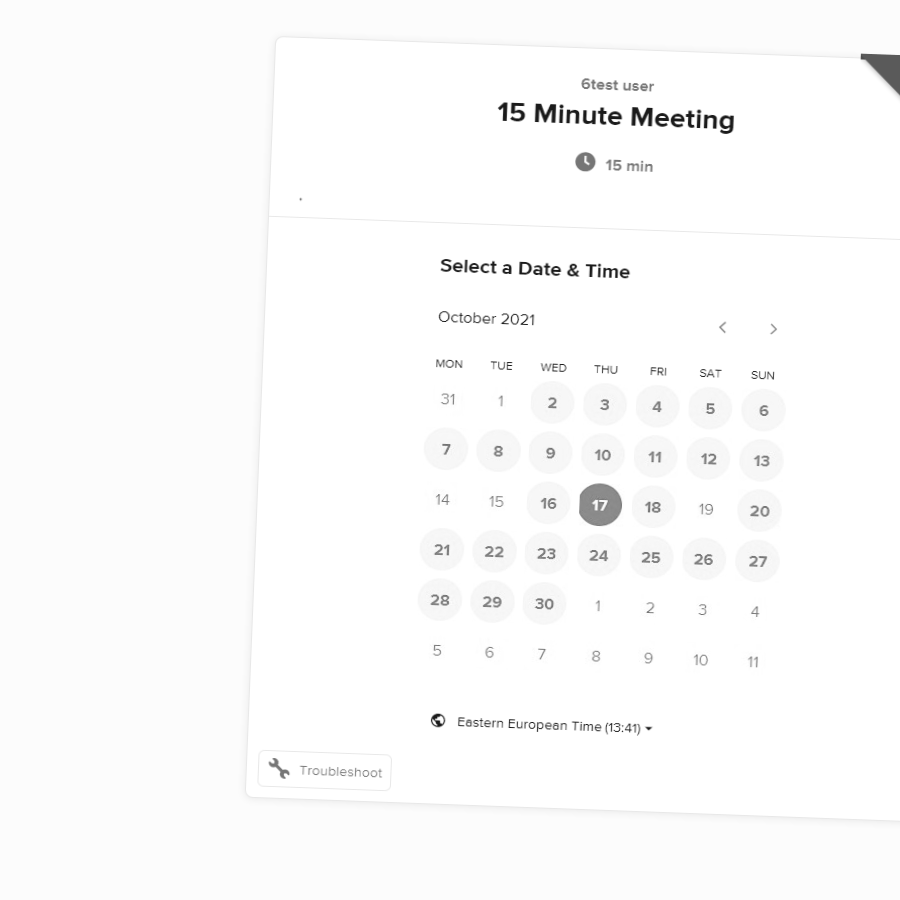 6test user
15 Minute Meeting
15 min
Select a Date & Time
October 2021
MON TUE WED THU FRI SAT SUN
31 1 2 3 4 5 6
7 8 9 10 11 12 13
14 15 16 17 18 19 20
21 22 23 24 25 26 27
28 29 30 1 2 3 4
5 6 7 8 9 10 11
Eastern European Time (13:41)
Troubleshoot